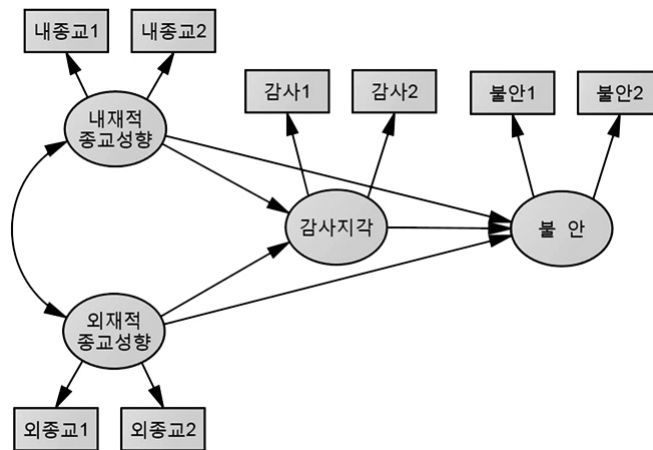 내종교1
내종교2
내재적
종교성향
감사1
감사2
불안1
불안2
감사지각
불 안
외재적
종교성향
외종교1
외종교2